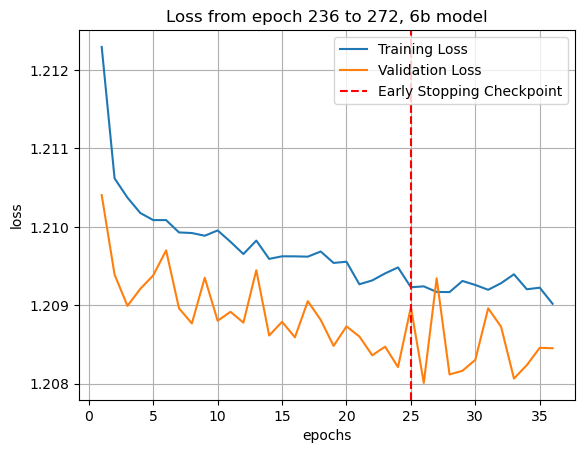 Loss from epoch 236 to 272, 6b model
Training Loss
Validation Loss
Early Stopping Checkpoint
1.212
1.211
1.210
1.209
1.208
loss
0 5 10 15 20 25 30 35
epochs